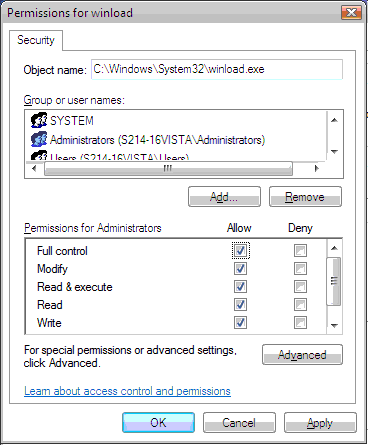 Permissions for winload
Security
Object name: C:\Windows\System32\winload.exe
Group or user names:
SYSTEM
Administrators (S214-16VISTA\Administrators)
Users (S214-16VISTA\Users)
Add... Remove
Permissions for Administrators Allow Deny
Full control
Modify
Read & execute
Read
Write
For special permissions or advanced settings, Advanced
click Advanced.
Learn about access control and permissions
OK Cancel Apply